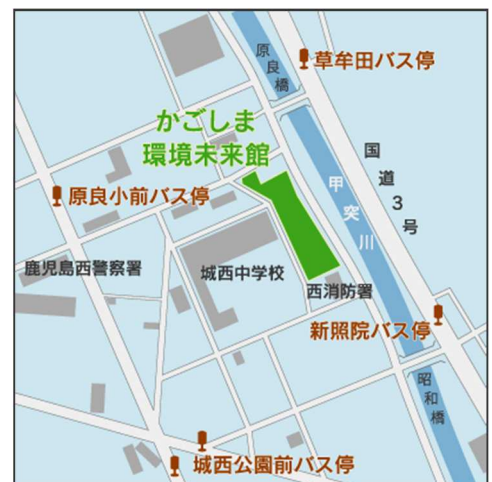 原良橋
草牟田バス停
かごしま
環境未来館
国道3号
甲突川
原良小前バス停
鹿児島西警察署
城西中学校
西消防署
新照院バス停
昭和橋
城西公園前バス停